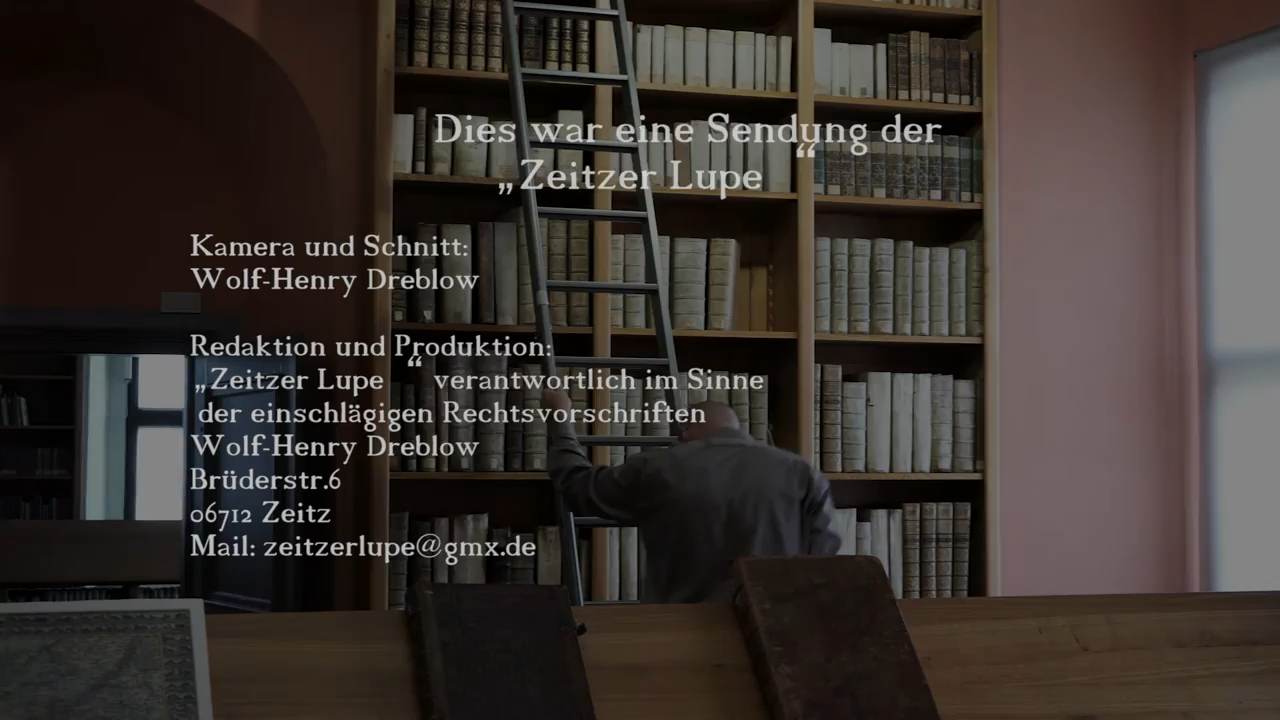 Dies war eine Sendung der
„Zeitzer Lupe “
Kamera und Schnitt:
Wolf-Henry Dreblow
Redaktion und Produktion:
„Zeitzer Lupe “ verantwortlich im Sinne
der einschlägigen Rechtsvorschriften
Wolf-Henry Dreblow
Brüderstr.6
06712 Zeitz
Mail: zeitzerlupe@gmx.de